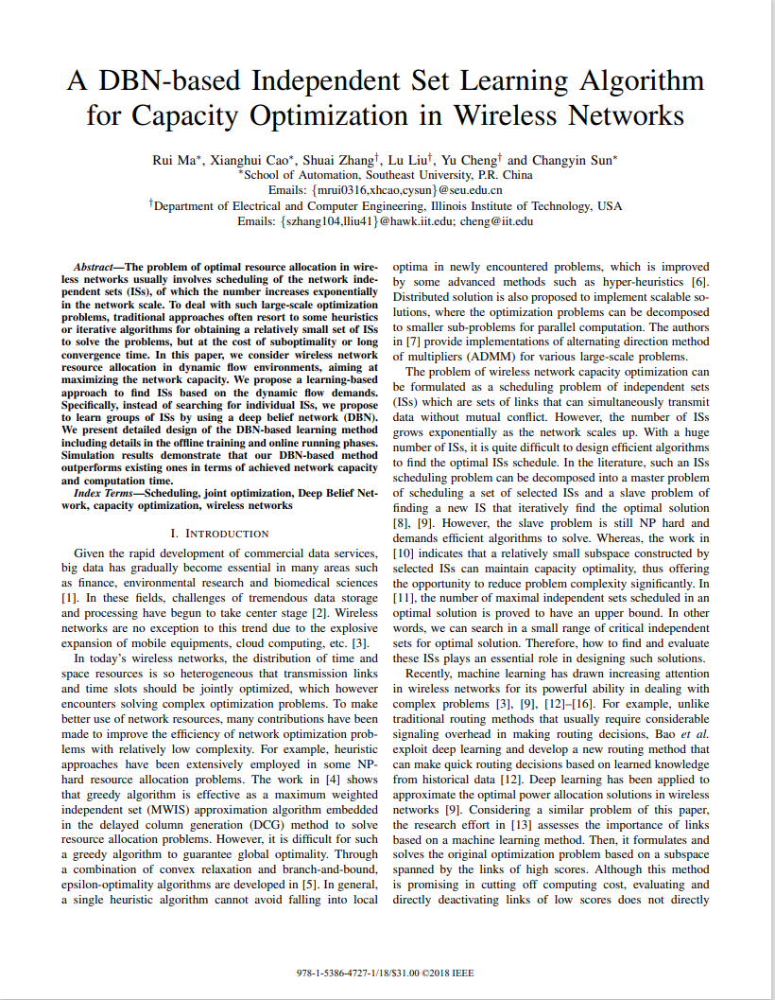 A DBN-based Independent Set Learning Algorithm
for Capacity Optimization in Wireless Networks
Rui Ma*, Xianghui Cao*, Shuai Zhang†, Lu Liu†, Yu Cheng† and Changyin Sun*
*School of Automation, Southeast University, P.R. China
Emails: {mrui0316,xhcao,cysun}@seu.edu.cn
†Department of Electrical and Computer Engineering, Illinois Institute of Technology, USA
Emails: {szhang104,lliu41}@hawk.iit.edu; cheng@iit.edu
Abstract—The problem of optimal resource allocation in wire-
less networks usually involves scheduling of the network inde-
pendent sets (ISs), of which the number increases exponentially
in the network scale. To deal with such large-scale optimization
problems, traditional approaches often resort to some heuristics
or iterative algorithms for obtaining a relatively small set of ISs
to solve the problems, but at the cost of suboptimality or long
convergence time. In this paper, we consider wireless network
resource allocation in dynamic flow environments, aiming at
maximizing the network capacity. We propose a learning-based
approach to find ISs based on the dynamic flow demands.
Specifically, instead of searching for individual ISs, we propose
to learn groups of ISs by using a deep belief network (DBN).
We present detailed design of the DBN-based learning method
including details in the offline training and online running phases.
Simulation results demonstrate that our DBN-based method
outperforms existing ones in terms of achieved network capacity
and computation time.
Index Terms—Scheduling, joint optimization, Deep Belief Net-
work, capacity optimization, wireless networks
I. INTRODUCTION
Given the rapid development of commercial data services,
big data has gradually become essential in many areas such
as finance, environmental research and biomedical sciences
[1]. In these fields, challenges of tremendous data storage
and processing have begun to take center stage [2]. Wireless
networks are no exception to this trend due to the explosive
expansion of mobile equipments, cloud computing, etc. [3].
In today's wireless networks, the distribution of time and
space resources is so heterogeneous that transmission links
and time slots should be jointly optimized, which however
encounters solving complex optimization problems. To make
better use of network resources, many contributions have been
made to improve the efficiency of network optimization prob-
lems with relatively low complexity. For example, heuristic
approaches have been extensively employed in some NP-
hard resource allocation problems. The work in [4] shows
that greedy algorithm is effective as a maximum weighted
independent set (MWIS) approximation algorithm embedded
in the delayed column generation (DCG) method to solve
resource allocation problems. However, it is difficult for such
a greedy algorithm to guarantee global optimality. Through
a combination of convex relaxation and branch-and-bound,
epsilon-optimality algorithms are developed in [5]. In general,
a single heuristic algorithm cannot avoid falling into local
optima in newly encountered problems, which is improved
by some advanced methods such as hyper-heuristics [6].
Distributed solution is also proposed to implement scalable so-
lutions, where the optimization problems can be decomposed
to smaller sub-problems for parallel computation. The authors
in [7] provide implementations of alternating direction method
of multipliers (ADMM) for various large-scale problems.
The problem of wireless network capacity optimization can
be formulated as a scheduling problem of independent sets
(ISs) which are sets of links that can simultaneously transmit
data without mutual conflict. However, the number of ISs
grows exponentially as the network scales up. With a huge
number of ISs, it is quite difficult to design efficient algorithms
to find the optimal ISs schedule. In the literature, such an ISs
scheduling problem can be decomposed into a master problem
of scheduling a set of selected ISs and a slave problem of
finding a new IS that iteratively find the optimal solution
[8], [9]. However, the slave problem is still NP hard and
demands efficient algorithms to solve. Whereas, the work in
[10] indicates that a relatively small subspace constructed by
selected ISs can maintain capacity optimality, thus offering
the opportunity to reduce problem complexity significantly. In
[11], the number of maximal independent sets scheduled in an
optimal solution is proved to have an upper bound. In other
words, we can search in a small range of critical independent
sets for optimal solution. Therefore, how to find and evaluate
these ISs plays an essential role in designing such solutions.
Recently, machine learning has drawn increasing attention
in wireless networks for its powerful ability in dealing with
complex problems [3], [9], [12]–[16]. For example, unlike
traditional routing methods that usually require considerable
signaling overhead in making routing decisions, Bao et al.
exploit deep learning and develop a new routing method that
can make quick routing decisions based on learned knowledge
from historical data [12]. Deep learning has been applied to
approximate the optimal power allocation solutions in wireless
networks [9]. Considering a similar problem of this paper,
the research effort in [13] assesses the importance of links
based on a machine learning method. Then, it formulates and
solves the original optimization problem based on a subspace
spanned by the links of high scores. Although this method
is promising in cutting off computing cost, evaluating and
directly deactivating links of low scores does not directly
978-1-5386-4727-1/18/$31.00 ©2018 IEEE